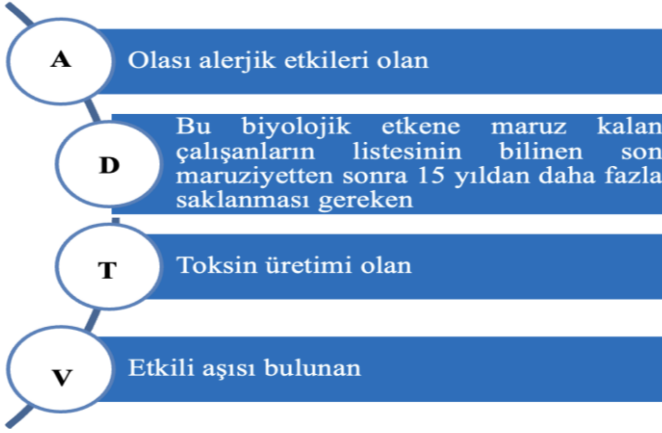 A
Olası alerjik etkileri olan
D
Bu biyolojik etkene maruz kalan
çalışanların listesinin bilinen son
maruziyetten sonra 15 yıldan daha fazla
saklanması gereken
T
Toksin üretimi olan
V
Etkili aşısı bulunan